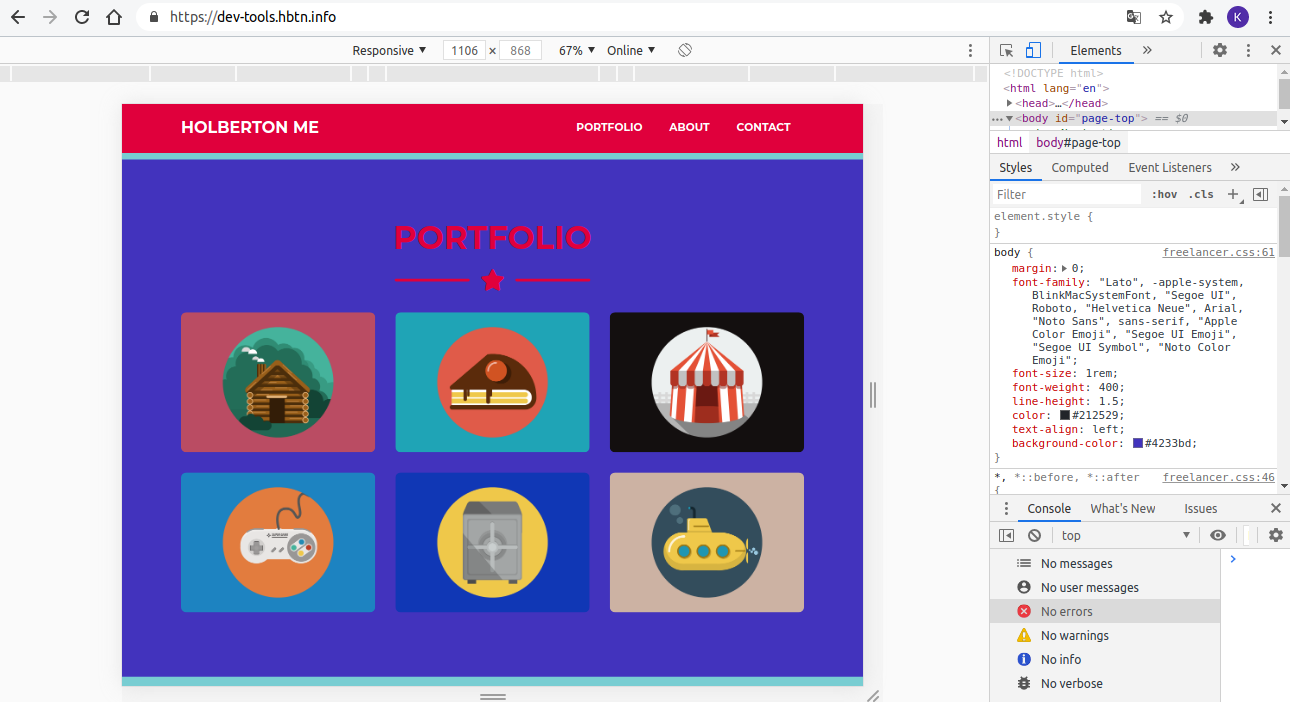 https://dev-tools.hbtn.info
K
Responsive ▼ 1106 × 868 67% ▼ Online ▼
Elements »
<!DOCTYPE html>
<html lang="en">
▶<head>…</head>
…▼<body id="page-top"> == $0
html body#page-top
Styles Computed Event Listeners »
Filter :hov .cls +
element.style {
}
body { freelancer.css:61
margin:▶ 0;
font-family: "Lato", -apple-system,
BlinkMacSystemFont, "Segoe UI",
Roboto, "Helvetica Neue", Arial,
"Noto Sans", sans-serif, "Apple
Color Emoji", "Segoe UI Emoji",
"Segoe UI Symbol", "Noto Color
Emoji";
font-size: 1rem;
font-weight: 400;
line-height: 1.5;
color: #212529;
text-align: left;
background-color: #4233bd;
}
*, *::before, *::after freelancer.css:46
{
Console What's New Issues
top ▼
No messages
No user messages
No errors
No warnings
No info
No verbose
HOLBERTON ME PORTFOLIO ABOUT CONTACT
PORTFOLIO